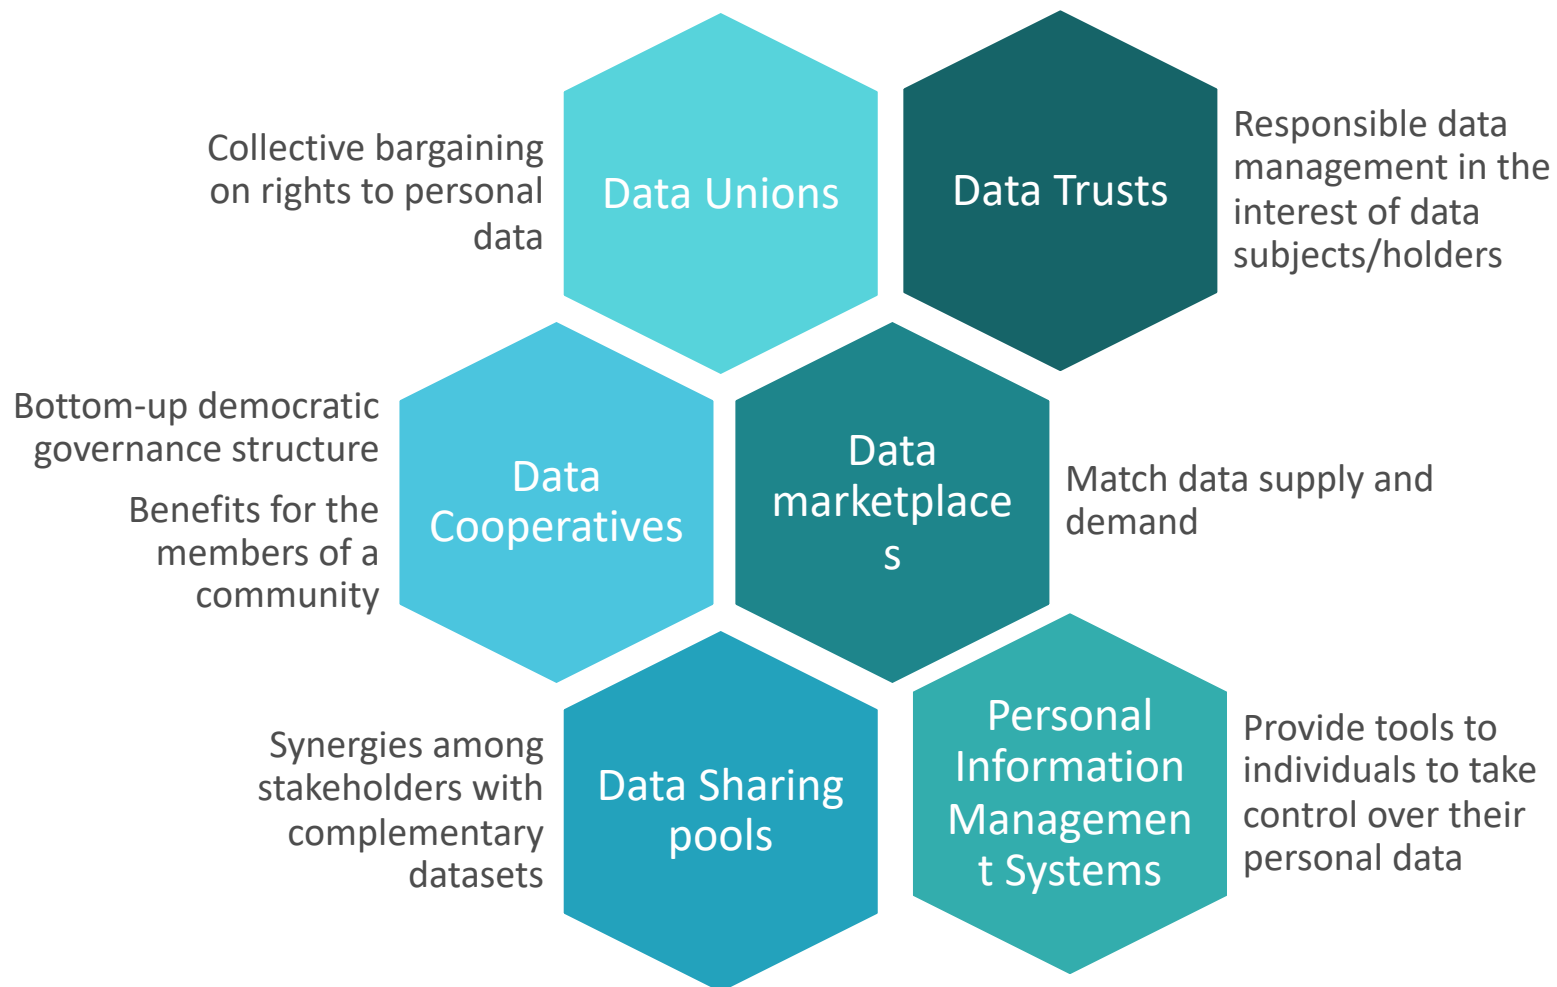 Collective bargaining
on rights to personal
data
Data Unions
Data Trusts
Responsible data
management in the
interest of data
subjects/holders
Bottom-up democratic
governance structure
Benefits for the
members of a
community
Data
Cooperatives
Data
marketplace
s
Match data supply and
demand
Synergies among
stakeholders with
complementary
datasets
Data Sharing
pools
Personal
Information
Managemen
t Systems
Provide tools to
individuals to take
control over their
personal data